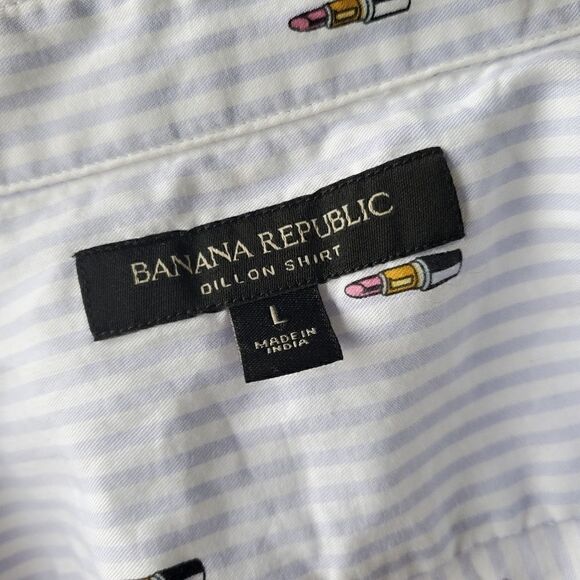 BANANA REPUBLIC
DILLON SHIRT
L
MADE IN
INDIA